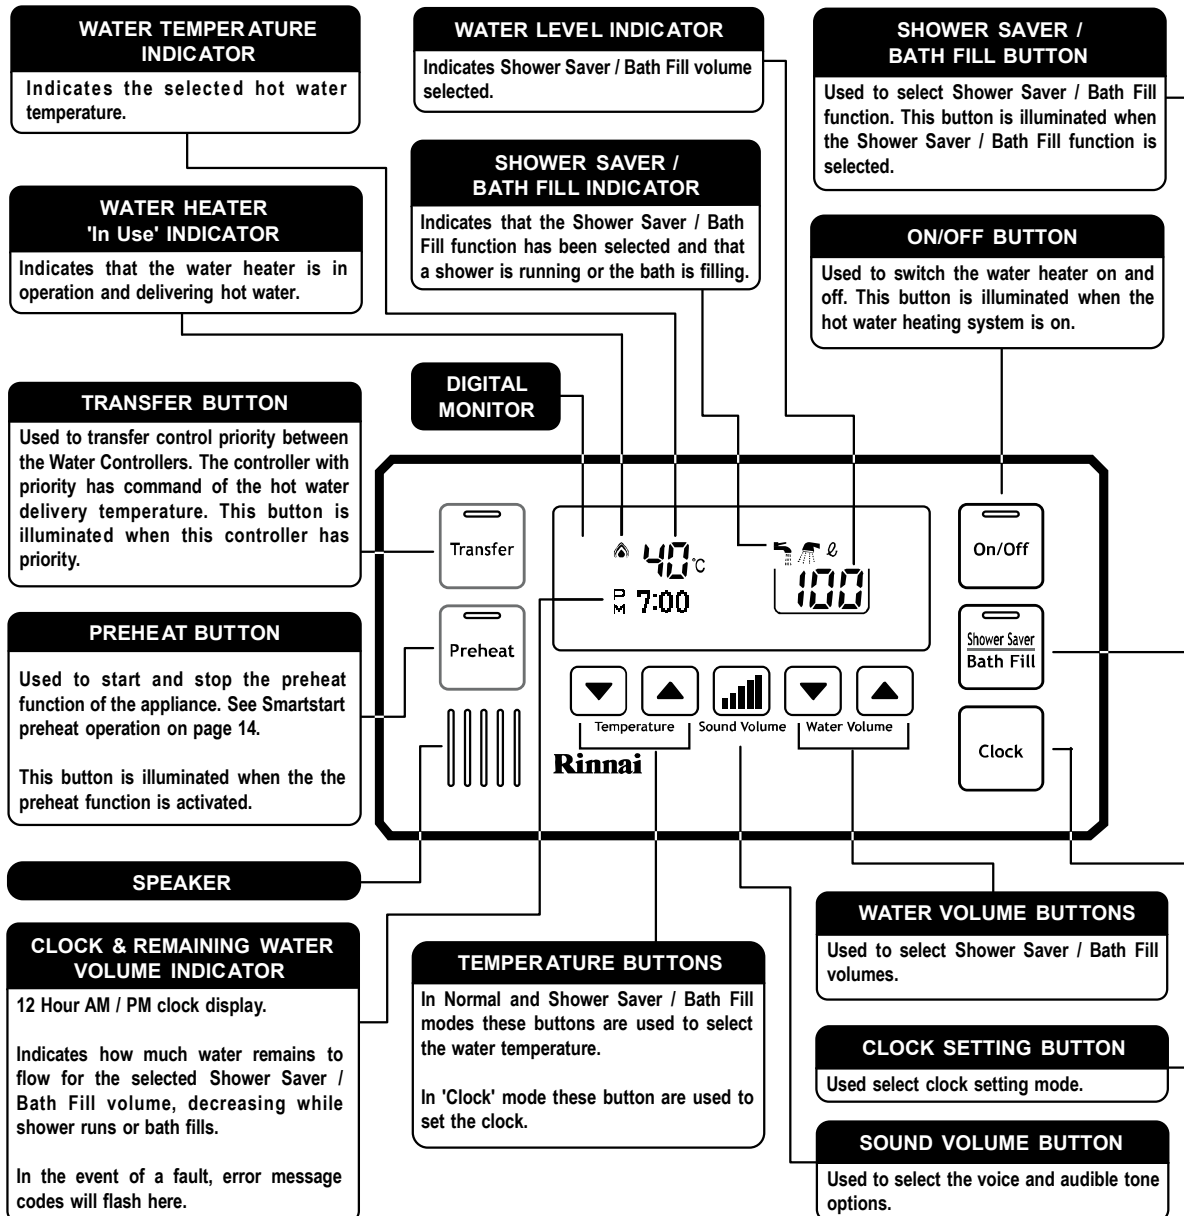 WATER TEMPERATURE
INDICATOR
Indicates the selected hot water
temperature.
WATER LEVEL INDICATOR
Indicates Shower Saver / Bath Fill volume
selected.
SHOWER SAVER /
BATH FILL BUTTON
Used to select Shower Saver / Bath Fill
function. This button is illuminated when
the Shower Saver / Bath Fill function is
selected.
SHOWER SAVER /
BATH FILL INDICATOR
Indicates that the Shower Saver / Bath
Fill function has been selected and that
a shower is running or the bath is filling.
WATER HEATER
'In Use' INDICATOR
Indicates that the water heater is in
operation and delivering hot water.
ON/OFF BUTTON
Used to switch the water heater on and
off. This button is illuminated when the
hot water heating system is on.
DIGITAL
MONITOR
TRANSFER BUTTON
Used to transfer control priority between
the Water Controllers. The controller with
priority has command of the hot water
delivery temperature. This button is
illuminated when this controller has
priority.
PREHEAT BUTTON
Used to start and stop the preheat
function of the appliance. See Smartstart
preheat operation on page 14.
This button is illuminated when the the
preheat function is activated.
SPEAKER
CLOCK & REMAINING WATER
VOLUME INDICATOR
12 Hour AM / PM clock display.
Indicates how much water remains to
flow for the selected Shower Saver /
Bath Fill volume, decreasing while
shower runs or bath fills.
In the event of a fault, error message
codes will flash here.
Transfer
Preheat
40°C
PM 7:00
ℓ
100
On/Off
Shower Saver
Bath Fill
Clock
Temperature
Sound Volume
Water Volume
Rinnai
TEMPERATURE BUTTONS
In Normal and Shower Saver / Bath Fill
modes these buttons are used to select
the water temperature.
In 'Clock' mode these button are used to
set the clock.
WATER VOLUME BUTTONS
Used to select Shower Saver / Bath Fill
volumes.
CLOCK SETTING BUTTON
Used select clock setting mode.
SOUND VOLUME BUTTON
Used to select the voice and audible tone
options.